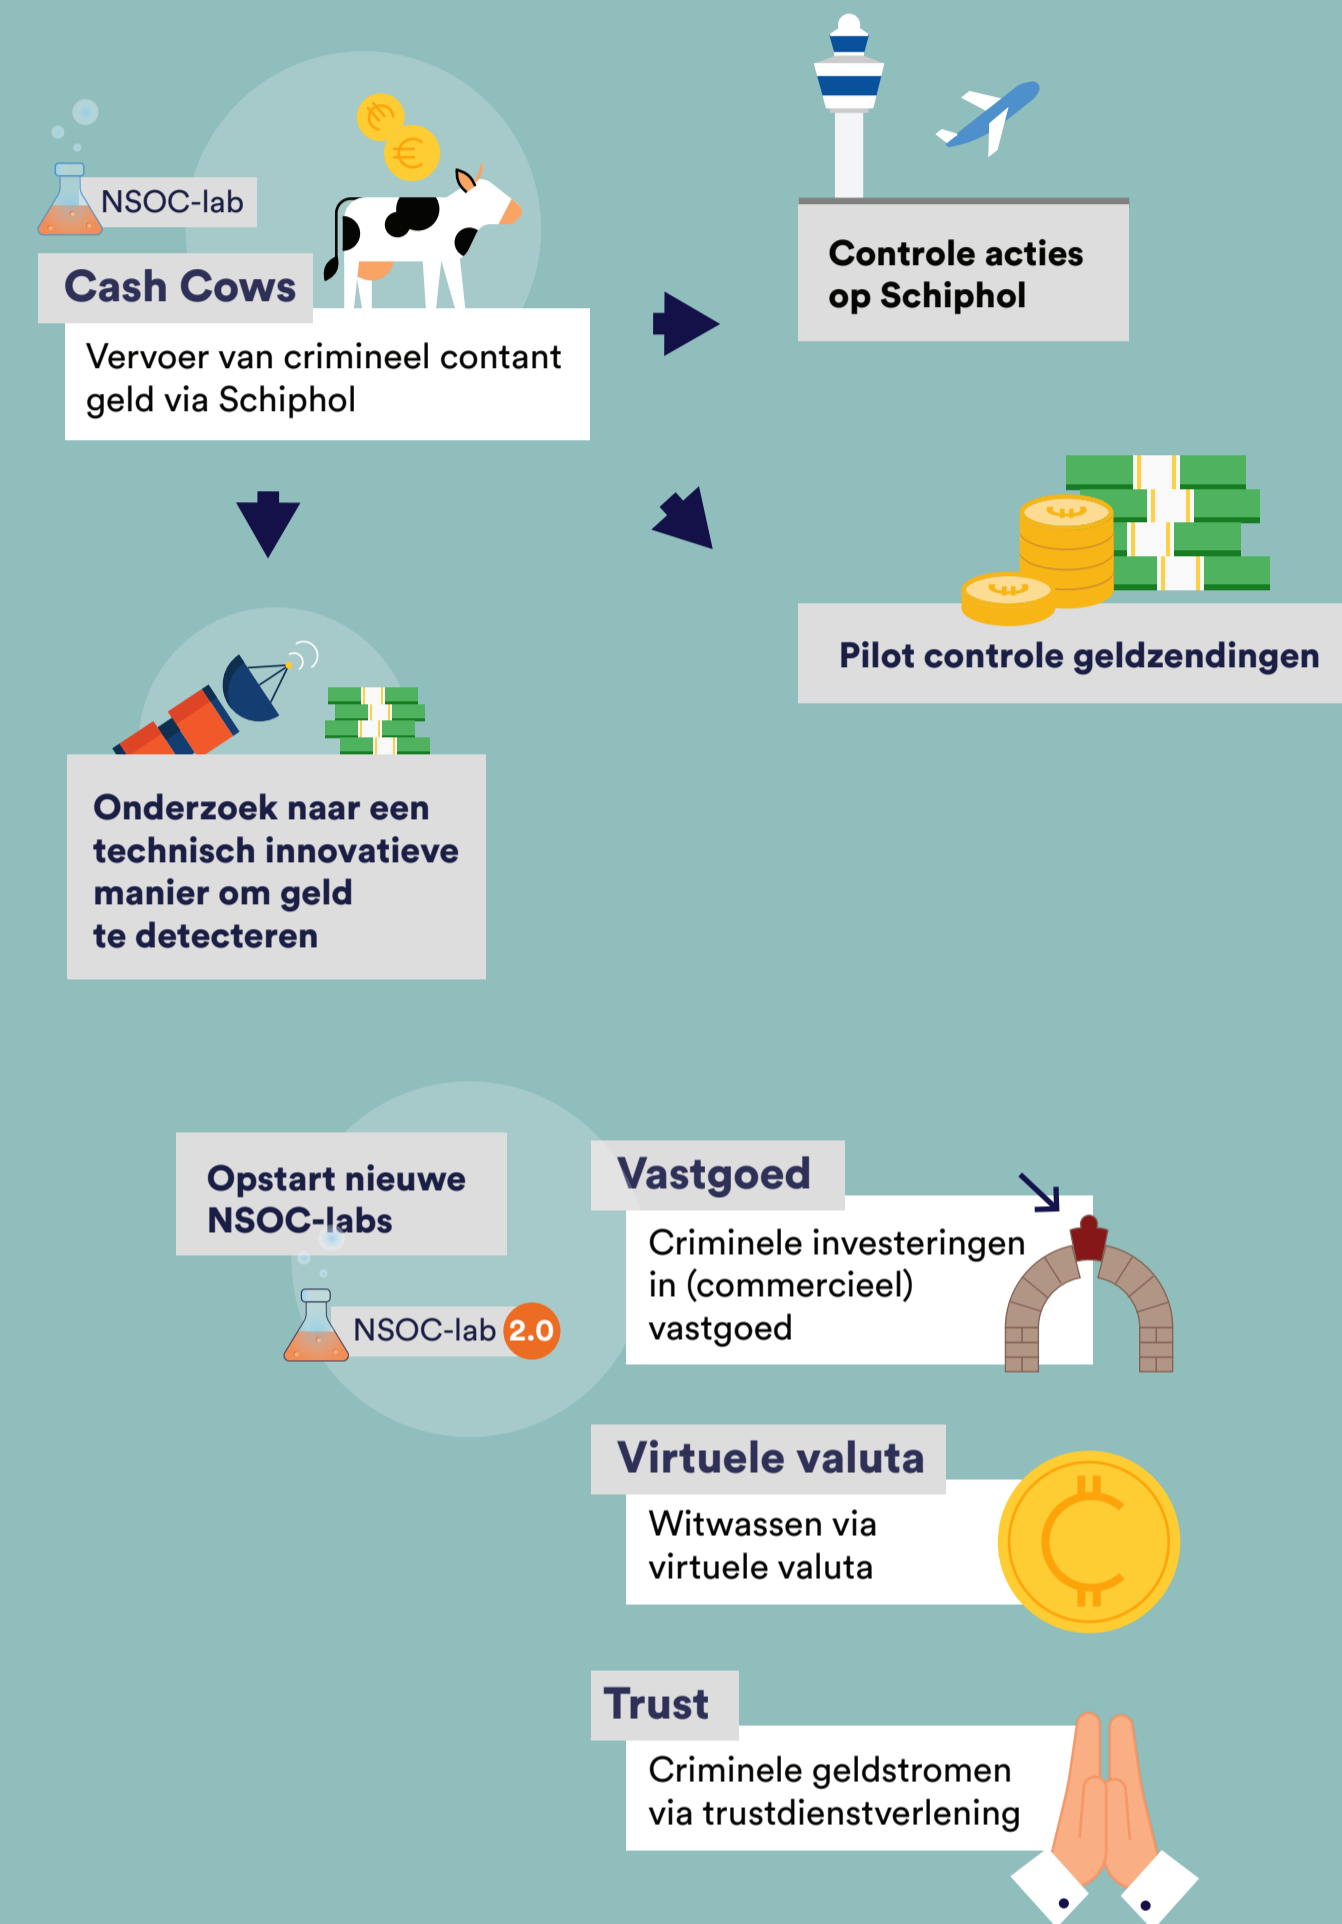 NSOC-lab
Cash Cows
Vervoer van crimineel contant
geld via Schiphol
Controle acties
op Schiphol
Pilot controle geldzendingen
Onderzoek naar een
technisch innovatieve
manier om geld
te detecteren
Opstart nieuwe
NSOC-labs
NSOC-lab 2.0
Vastgoed
Criminele investeringen
in (commercieel)
vastgoed
Virtuele valuta
Witwassen via
virtuele valuta
Trust
Criminele geldstromen
via trustdienstverlening